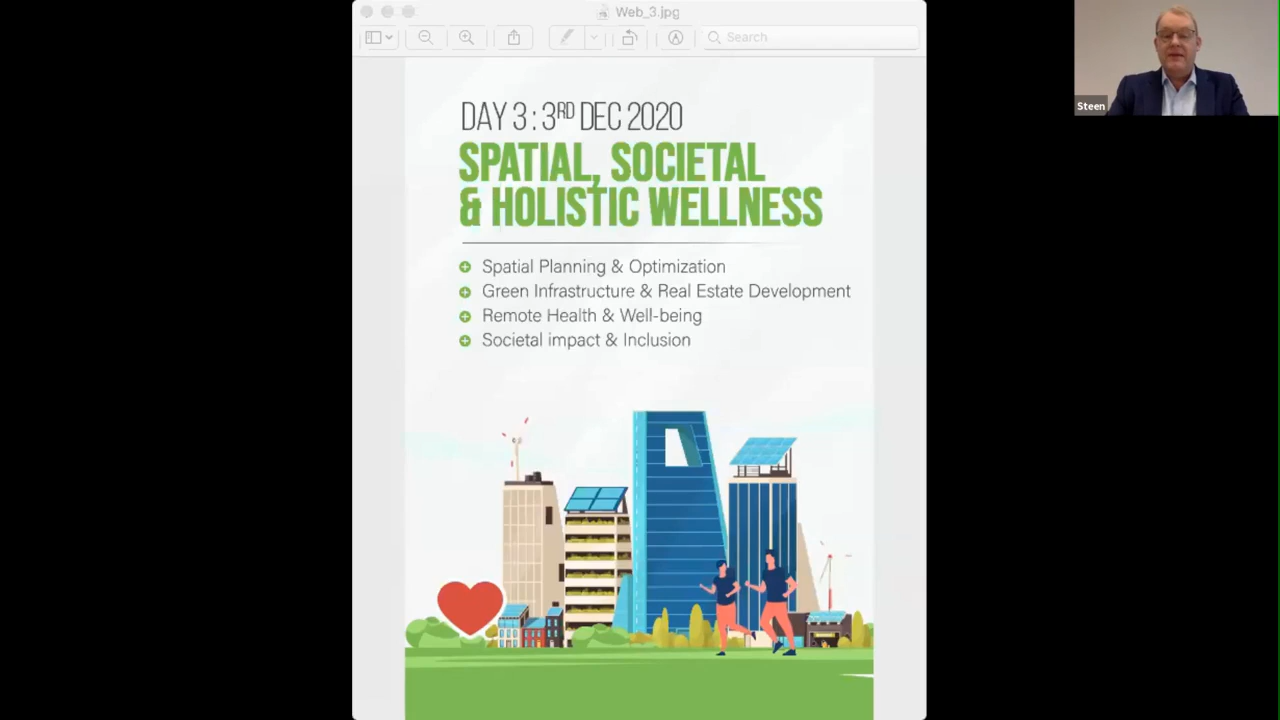 Web_3.jpg
Search
Steen
DAY 3 : 3RD DEC 2020
SPATIAL, SOCIETAL
& HOLISTIC WELLNESS
Spatial Planning & Optimization
Green Infrastructure & Real Estate Development
Remote Health & Well-being
Societal impact & Inclusion